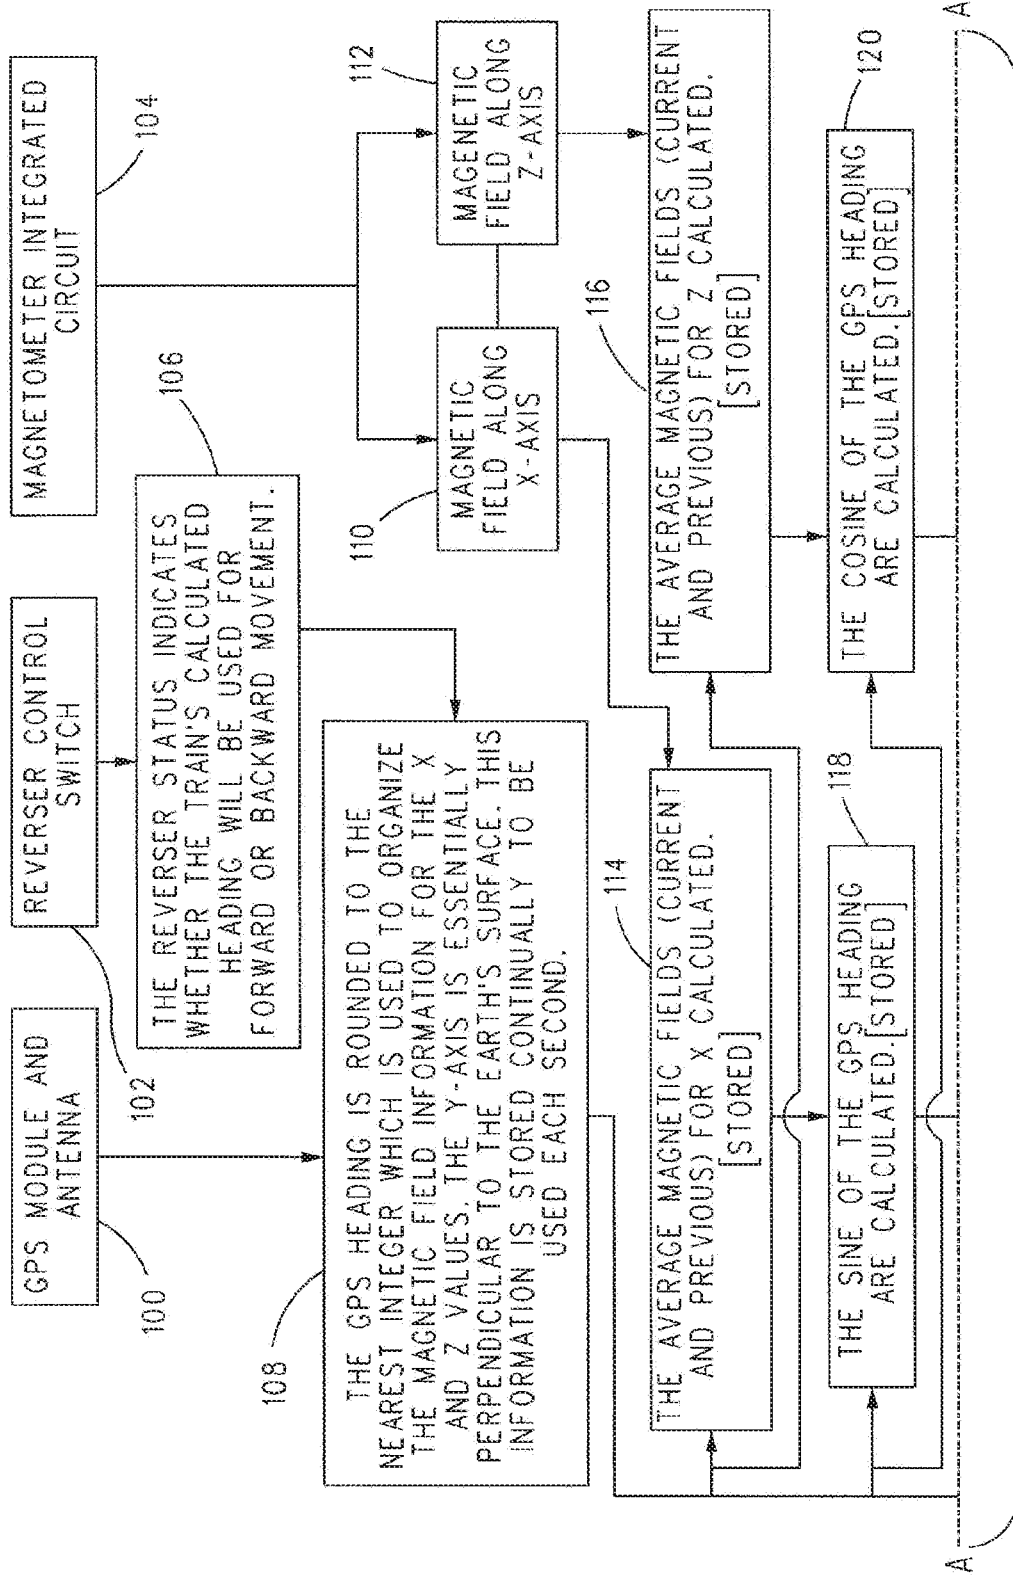 GPS MODULE AND
ANTENNA
100
REVERSER CONTROL
SWITCH
102
MAGNETOMETER INTEGRATED
CIRCUIT
104
THE REVERSER STATUS INDICATES
WHETHER THE TRAIN'S CALCULATED
HEADING WILL BE USED FOR
FORWARD OR BACKWARD MOVEMENT.
106
108
THE GPS HEADING IS ROUNDED TO THE
NEAREST INTEGER WHICH IS USED TO ORGANIZE
THE MAGNETIC FIELD INFORMATION FOR THE X
AND Z VALUES. THE Y-AXIS IS ESSENTIALLY
PERPENDICULAR TO THE EARTH'S SURFACE. THIS
INFORMATION IS STORED CONTINUALLY TO BE
USED EACH SECOND.
110
MAGNETIC
FIELD ALONG
X-AXIS
112
MAGENETIC
FIELD ALONG
Z-AXIS
114
THE AVERAGE MAGNETIC FIELDS (CURRENT
AND PREVIOUS) FOR X CALCULATED.
[STORED]
116
THE AVERAGE MAGNETIC FIELDS (CURRENT
AND PREVIOUS) FOR Z CALCULATED.
[STORED]
118
THE SINE OF THE GPS HEADING
ARE CALCULATED.[STORED]
120
THE COSINE OF THE GPS HEADING
ARE CALCULATED.[STORED]
A
A